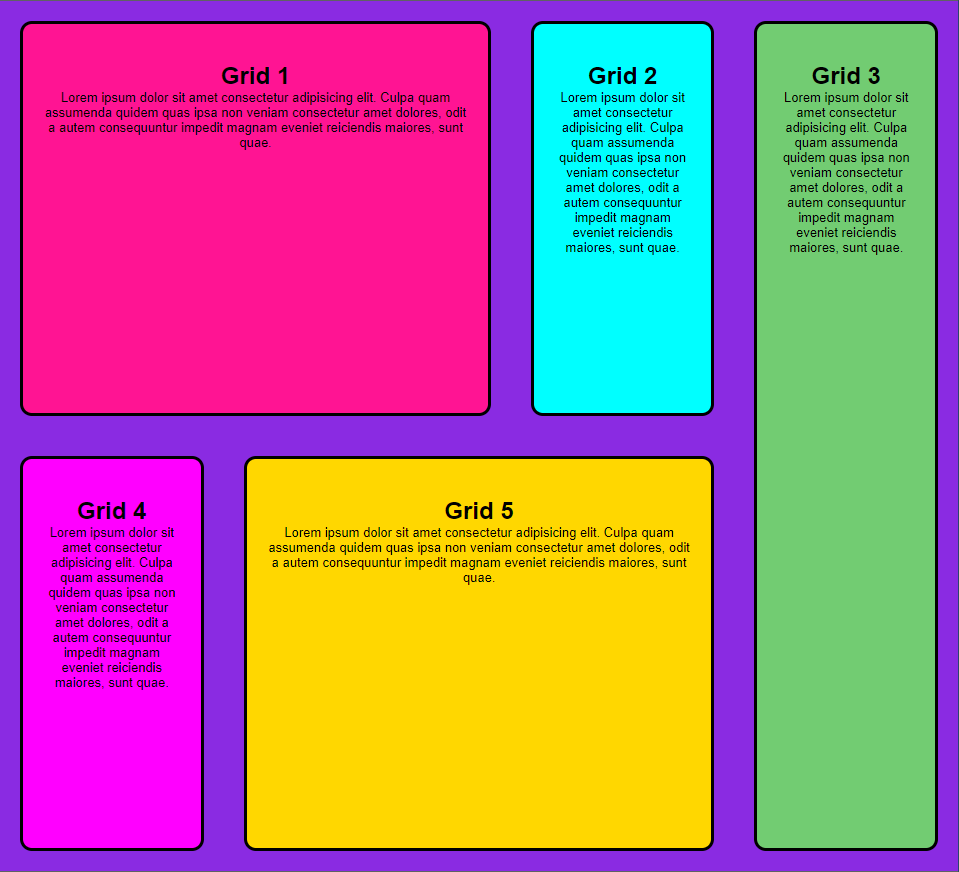 Grid 1
Lorem ipsum dolor sit amet consectetur adipisicing elit. Culpa quam
assumenda quidem quas ipsa non veniam consectetur amet dolores, odit
a autem consequuntur impedit magnam eveniet reiciendis maiores, sunt
quae.
Grid 2
Lorem ipsum dolor sit
amet consectetur
adipisicing elit. Culpa
quam assumenda
quidem quas ipsa non
veniam consectetur
amet dolores, odit a
autem consequuntur
impedit magnam
eveniet reiciendis
maiores, sunt quae.
Grid 3
Lorem ipsum dolor sit
amet consectetur
adipisicing elit. Culpa
quam assumenda
quidem quas ipsa non
veniam consectetur
amet dolores, odit a
autem consequuntur
impedit magnam
eveniet reiciendis
maiores, sunt quae.
Grid 4
Lorem ipsum dolor sit
amet consectetur
adipisicing elit. Culpa
quam assumenda
quidem quas ipsa non
veniam consectetur
amet dolores, odit a
autem consequuntur
impedit magnam
eveniet reiciendis
maiores, sunt quae.
Grid 5
Lorem ipsum dolor sit amet consectetur adipisicing elit. Culpa quam
assumenda quidem quas ipsa non veniam consectetur amet dolores, odit
a autem consequuntur impedit magnam eveniet reiciendis maiores, sunt
quae.